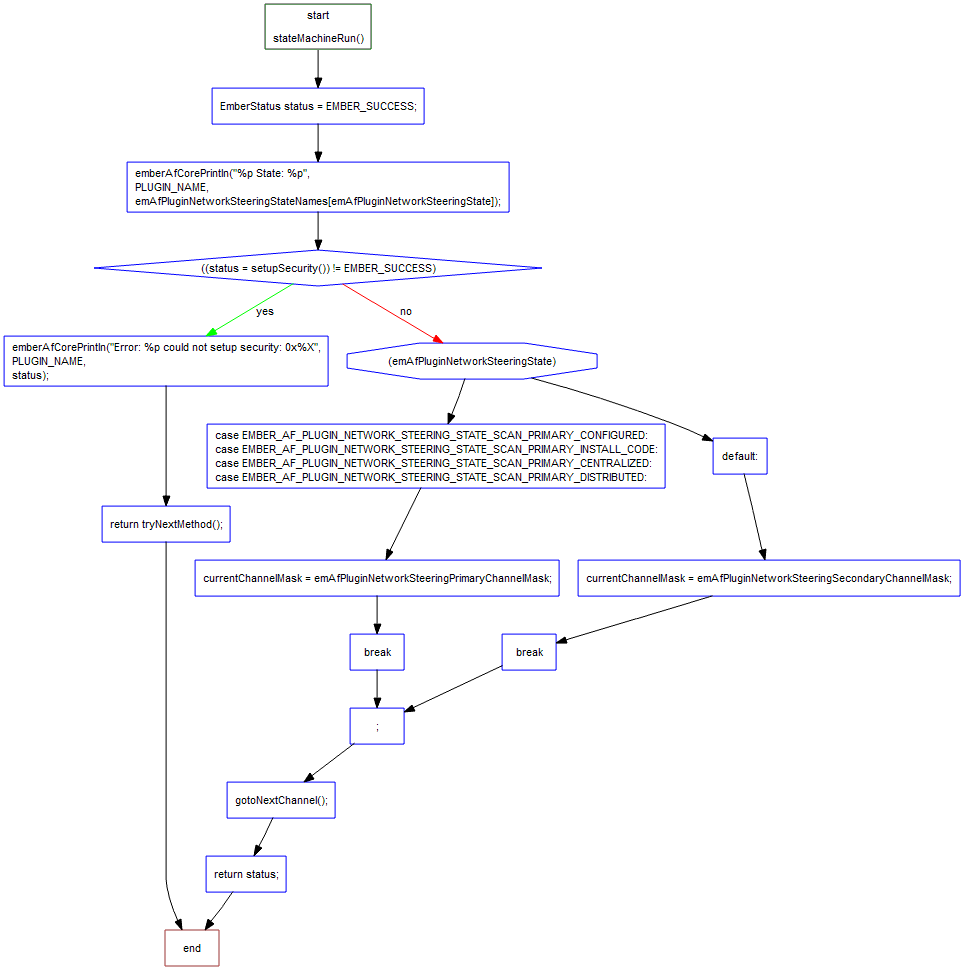 start
stateMachineRun()
EmberStatus status = EMBER_SUCCESS;
emberAfCorePrintln("%p State: %p",
PLUGIN_NAME,
emAfPluginNetworkSteeringStateNames[emAfPluginNetworkSteeringState]);
((status = setupSecurity()) != EMBER_SUCCESS)
yes
no
emberAfCorePrintln("Error: %p could not setup security: 0x%X",
PLUGIN_NAME,
status);
(emAfPluginNetworkSteeringState)
case EMBER_AF_PLUGIN_NETWORK_STEERING_STATE_SCAN_PRIMARY_CONFIGURED:
case EMBER_AF_PLUGIN_NETWORK_STEERING_STATE_SCAN_PRIMARY_INSTALL_CODE:
case EMBER_AF_PLUGIN_NETWORK_STEERING_STATE_SCAN_PRIMARY_CENTRALIZED:
case EMBER_AF_PLUGIN_NETWORK_STEERING_STATE_SCAN_PRIMARY_DISTRIBUTED:
default:
return tryNextMethod();
currentChannelMask = emAfPluginNetworkSteeringPrimaryChannelMask;
currentChannelMask = emAfPluginNetworkSteeringSecondaryChannelMask;
break
break
;
gotoNextChannel();
return status;
end